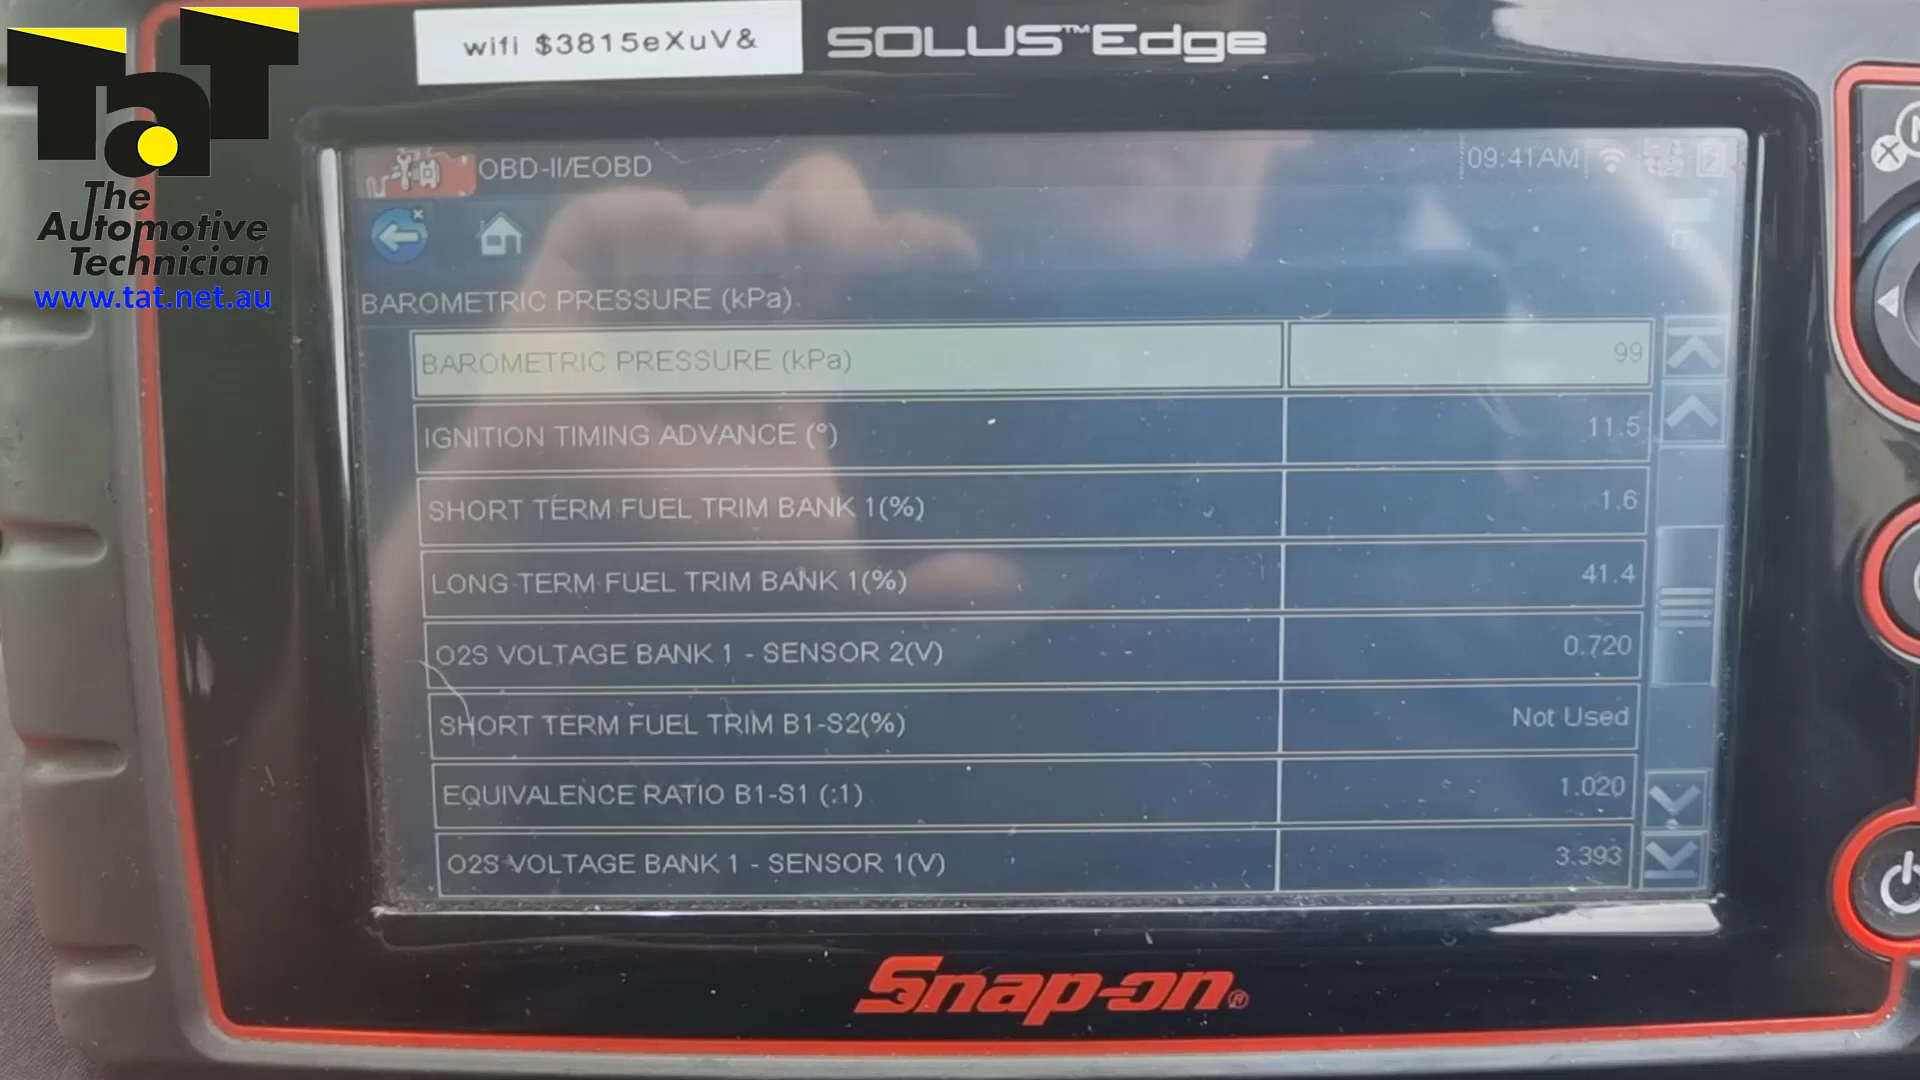 TaT
The
Automotive
Technician
www.tat.net.au
wifi $3815eXuV&
SOLUS™Edge
OBD-II/EOBD
09:41AM
BAROMETRIC PRESSURE (kPa)
BAROMETRIC PRESSURE (kPa) 99
IGNITION TIMING ADVANCE (°) 11.5
SHORT TERM FUEL TRIM BANK 1(%) 1.6
LONG TERM FUEL TRIM BANK 1(%) 41.4
O2S VOLTAGE BANK 1 - SENSOR 2(V) 0.720
SHORT TERM FUEL TRIM B1-S2(%) Not Used
EQUIVALENCE RATIO B1-S1 (:1) 1.020
O2S VOLTAGE BANK 1 - SENSOR 1(V) 3.393
Snap-on®